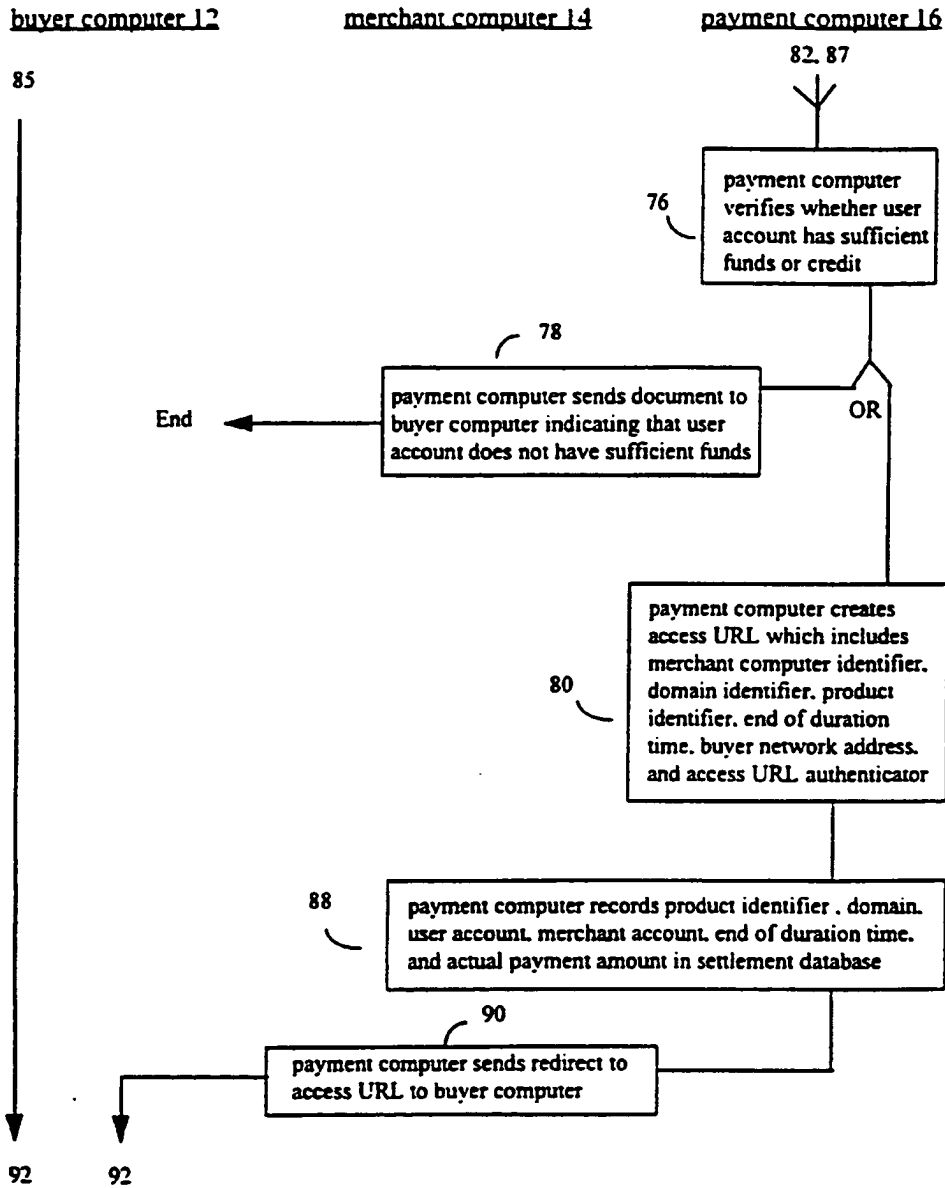 buyer computer 12 merchant computer 14 payment computer 16
82. 87
85
payment computer
verifies whether user
account has sufficient
funds or credit
76
78
payment computer sends document to
buyer computer indicating that user
account does not have sufficient funds
End
OR
payment computer creates
access URL which includes
merchant computer identifier.
domain identifier. product
identifier. end of duration
time. buyer network address.
and access URL authenticator
80
88
payment computer records product identifier . domain.
user account. merchant account. end of duration time.
and actual payment amount in settlement database
90
payment computer sends redirect to
access URL to buyer computer
92 92